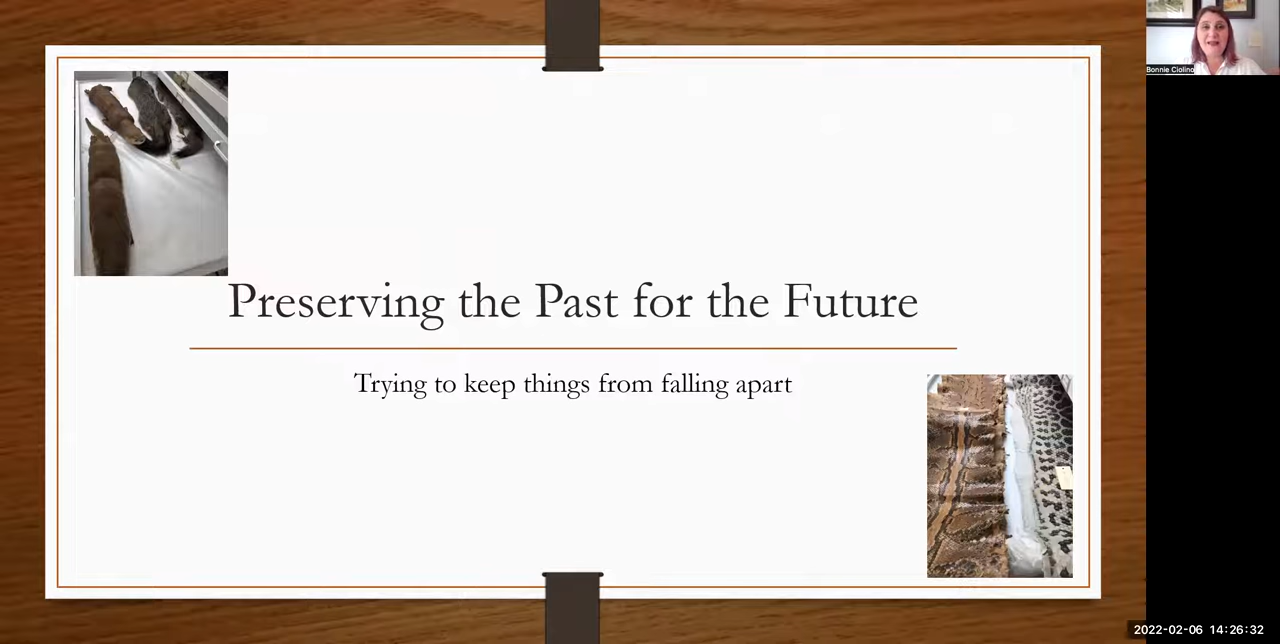 Bonnie Ciolino
Preserving the Past for the Future
Trying to keep things from falling apart
2022-02-06 14:26:32